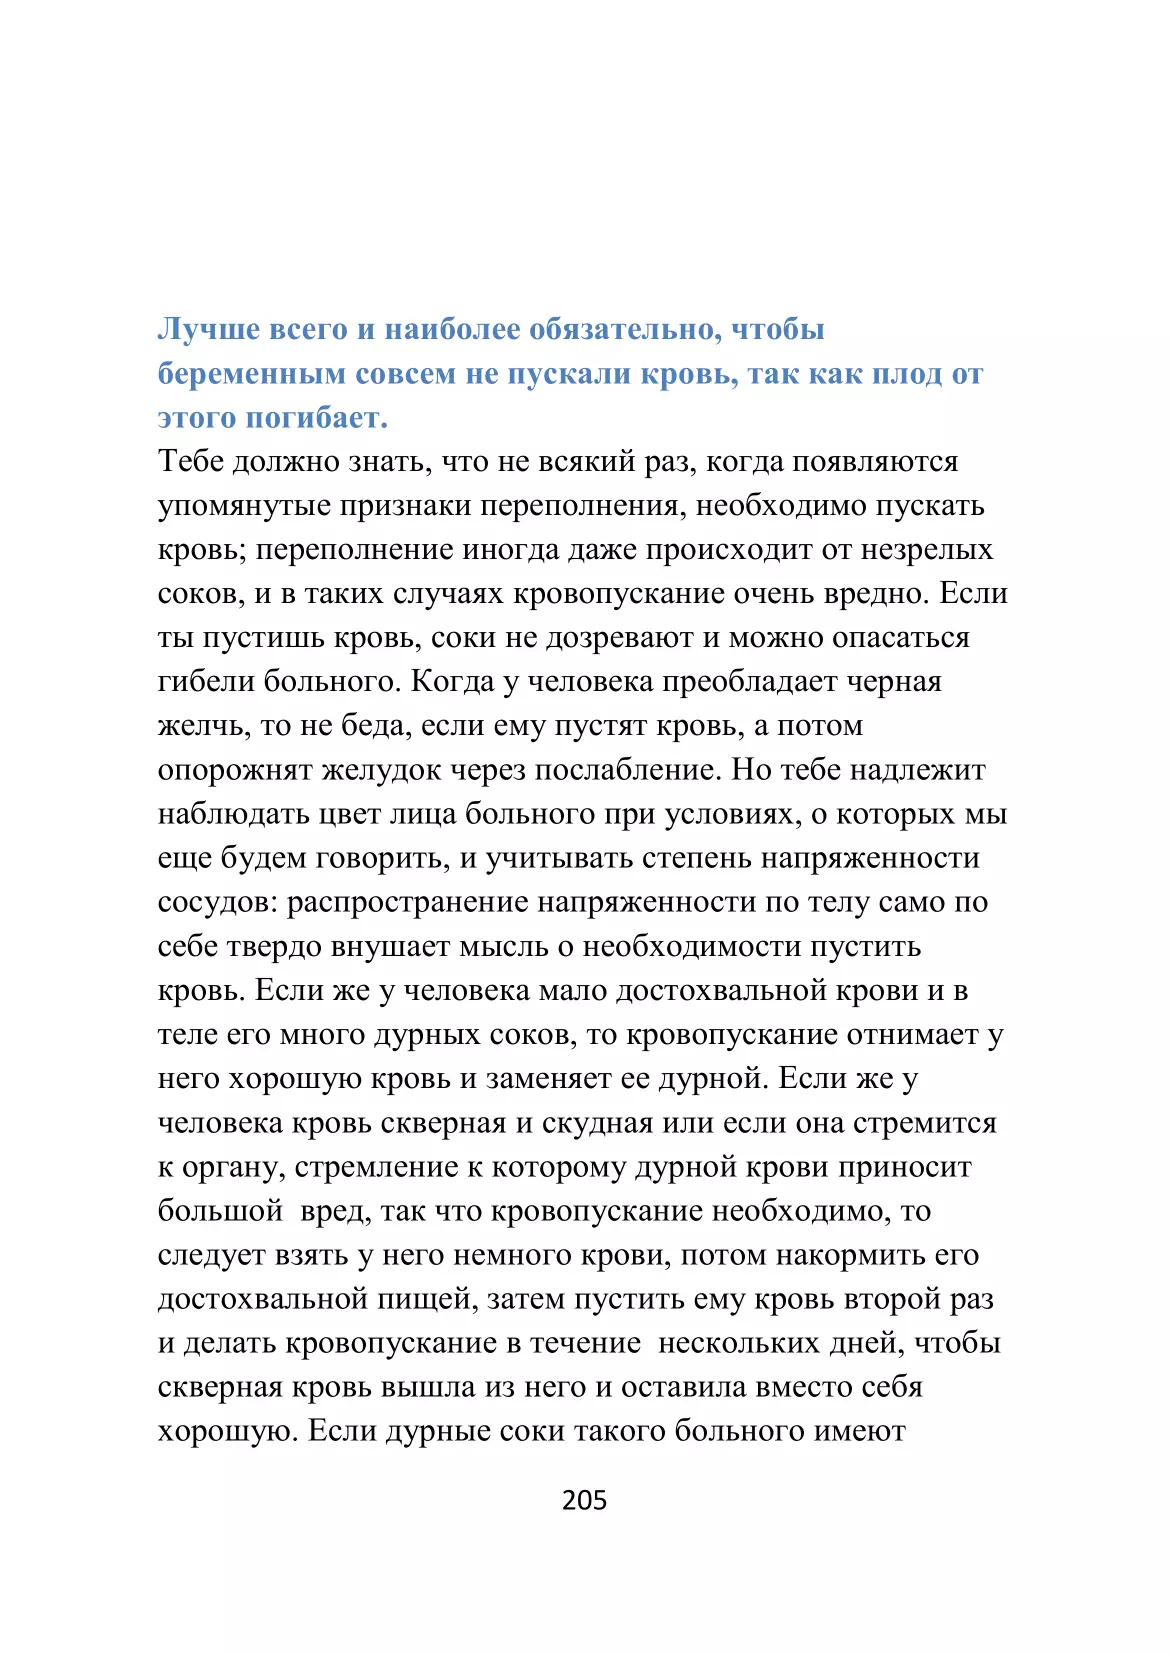 Лучше всего и наиболее обязательно, чтобы
беременным совсем не пускали кровь, так как плод от
этого погибает.
Тебе должно знать, что не всякий раз, когда появляются
упомянутые признаки переполнения, необходимо пускать
кровь; переполнение иногда даже происходит от незрелых
соков, и в таких случаях кровопускание очень вредно. Если
ты пустишь кровь, соки не дозревают и можно опасаться
гибели больного. Когда у человека преобладает черная
желчь, то не беда, если ему пустят кровь, а потом
опорожнят желудок через послабление. Но тебе надлежит
наблюдать цвет лица больного при условиях, о которых мы
еще будем говорить, и учитывать степень напряженности
сосудов: распространение напряженности по телу само по
себе твердо внушает мысль о необходимости пустить
кровь. Если же у человека мало достохвальной крови и в
теле его много дурных соков, то кровопускание отнимает у
него хорошую кровь и заменяет ее дурной. Если же у
человека кровь скверная и скудная или если она стремится
к органу, стремление к которому дурной крови приносит
большой  вред, так что кровопускание необходимо, то
следует взять у него немного крови, потом накормить его
достохвальной пищей, затем пустить ему кровь второй раз
и делать кровопускание в течение  нескольких дней, чтобы
скверная кровь вышла из него и оставила вместо себя
хорошую. Если дурные соки такого больного имеют
205